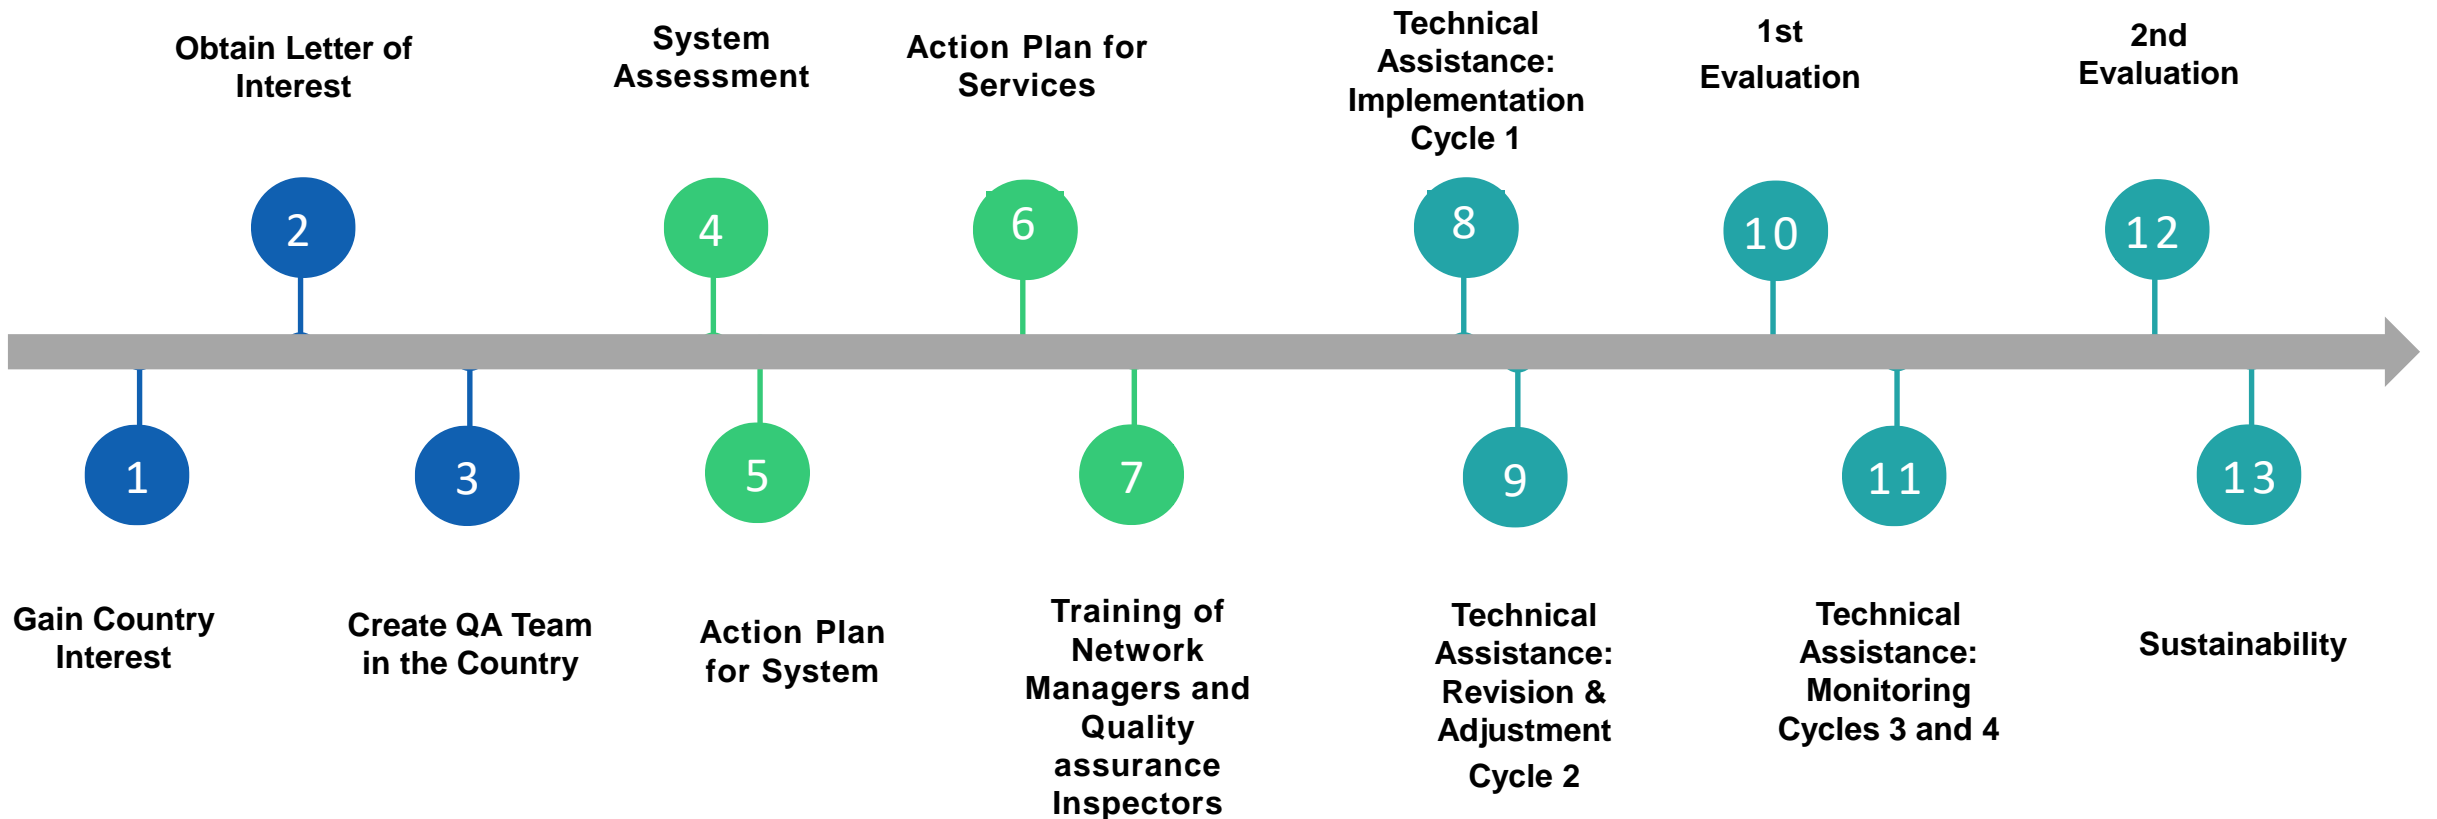 Obtain Letter of
Interest
System
Assessment
Action Plan for
Services
Technical
Assistance:
Implementation
Cycle 1
1st
Evaluation
2nd
Evaluation
2
4
6
8
10
12
1
3
5
7
9
11
13
Gain Country
Interest
Create QA Team
in the Country
Action Plan
for System
Training of
Network
Managers and
Quality
assurance
Inspectors
Technical
Assistance:
Revision &
Adjustment
Cycle 2
Technical
Assistance:
Monitoring
Cycles 3 and 4
Sustainability